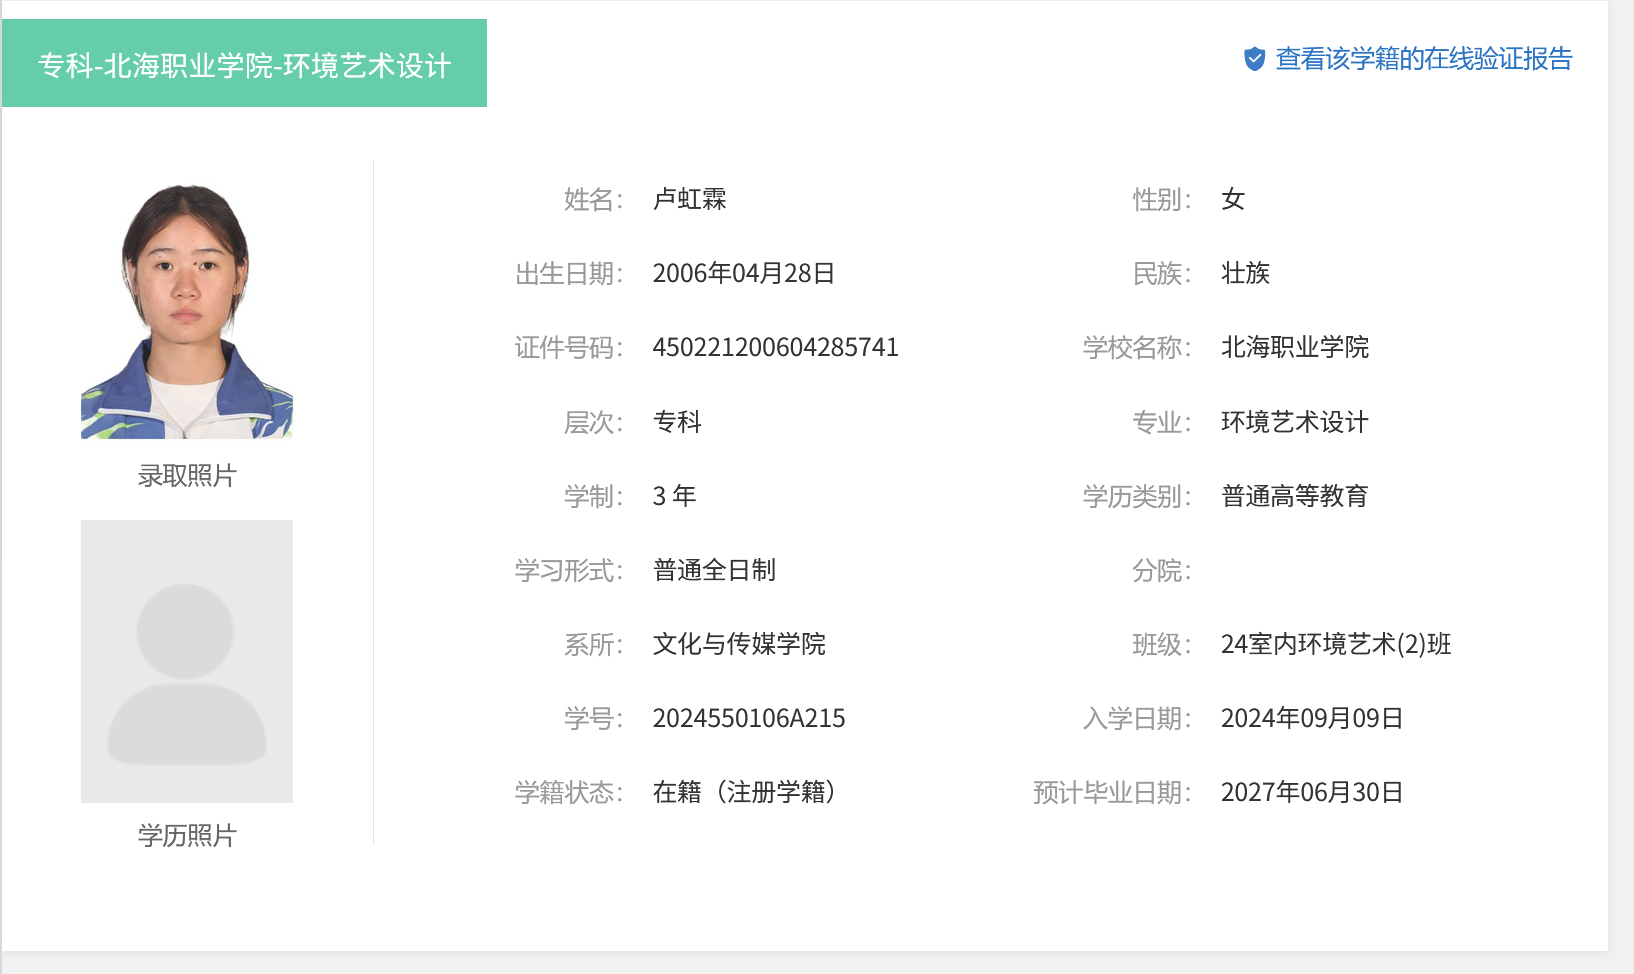 专科-北海职业学院-环境艺术设计
查看该学籍的在线验证报告
录取照片
学历照片
姓名： 卢虹霖 性别： 女
出生日期： 2006年04月28日 民族： 壮族
证件号码： 450221200604285741 学校名称： 北海职业学院
层次： 专科 专业： 环境艺术设计
学制： 3 年 学历类别： 普通高等教育
学习形式： 普通全日制 分院：
系所： 文化与传媒学院 班级： 24室内环境艺术(2)班
学号： 2024550106A215 入学日期： 2024年09月09日
学籍状态： 在籍（注册学籍） 预计毕业日期： 2027年06月30日